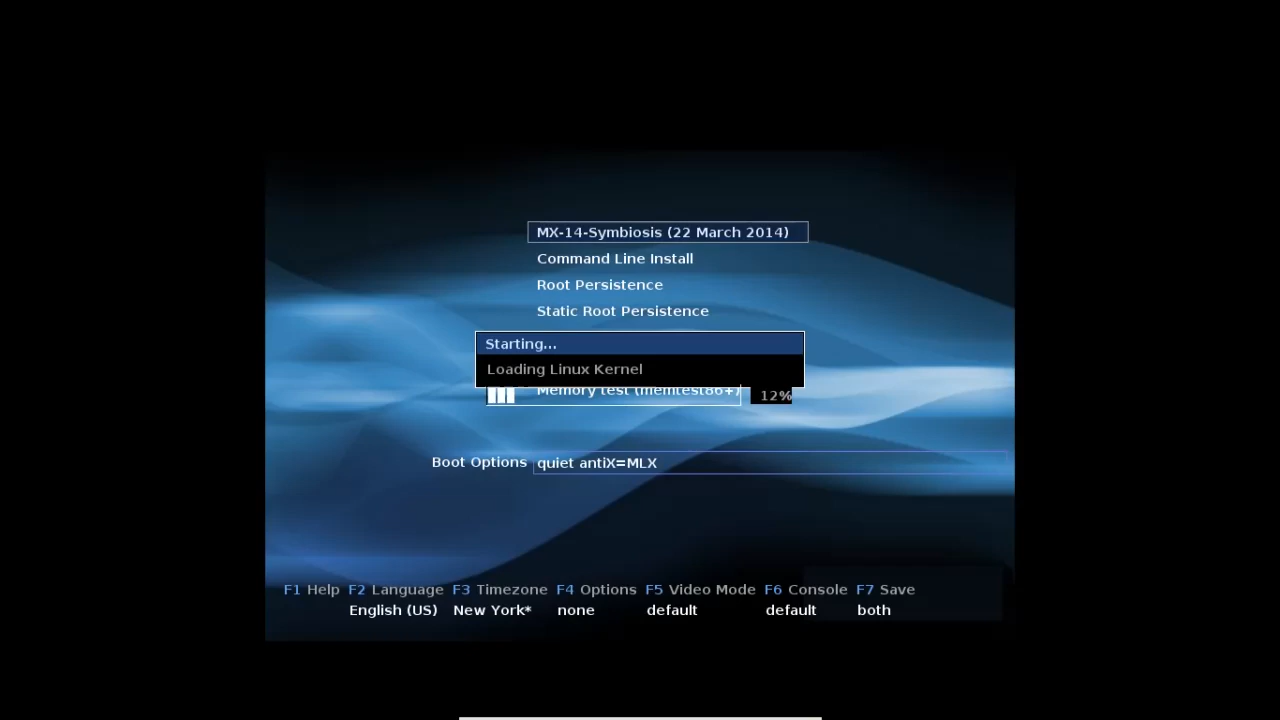 MX-14-Symbiosis (22 March 2014)
Command Line Install
Root Persistence
Static Root Persistence
Starting...
Loading Linux Kernel
Memory test (memtest86+)
12%
Boot Options quiet antiX=MLX
F1 Help F2 Language F3 Timezone F4 Options F5 Video Mode F6 Console F7 Save
English (US) New York* none default default both